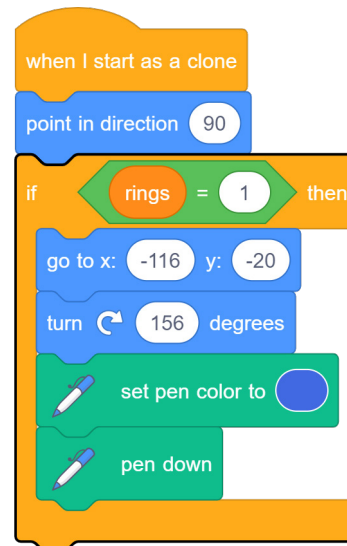 when I start as a clone
point in direction 90
if rings = 1 then
go to x: -116 y: -20
turn 156 degrees
set pen color to
pen down